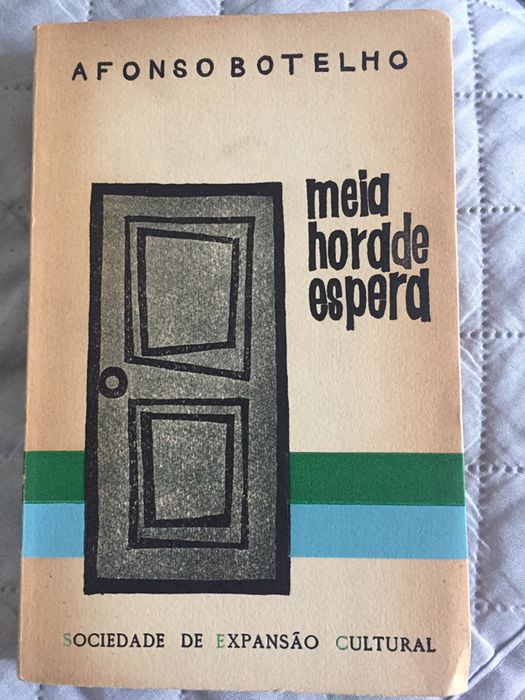 AFONSO BOTELHO
meia
hora de
espera
SOCIEDADE DE EXPANSÃO CULTURAL